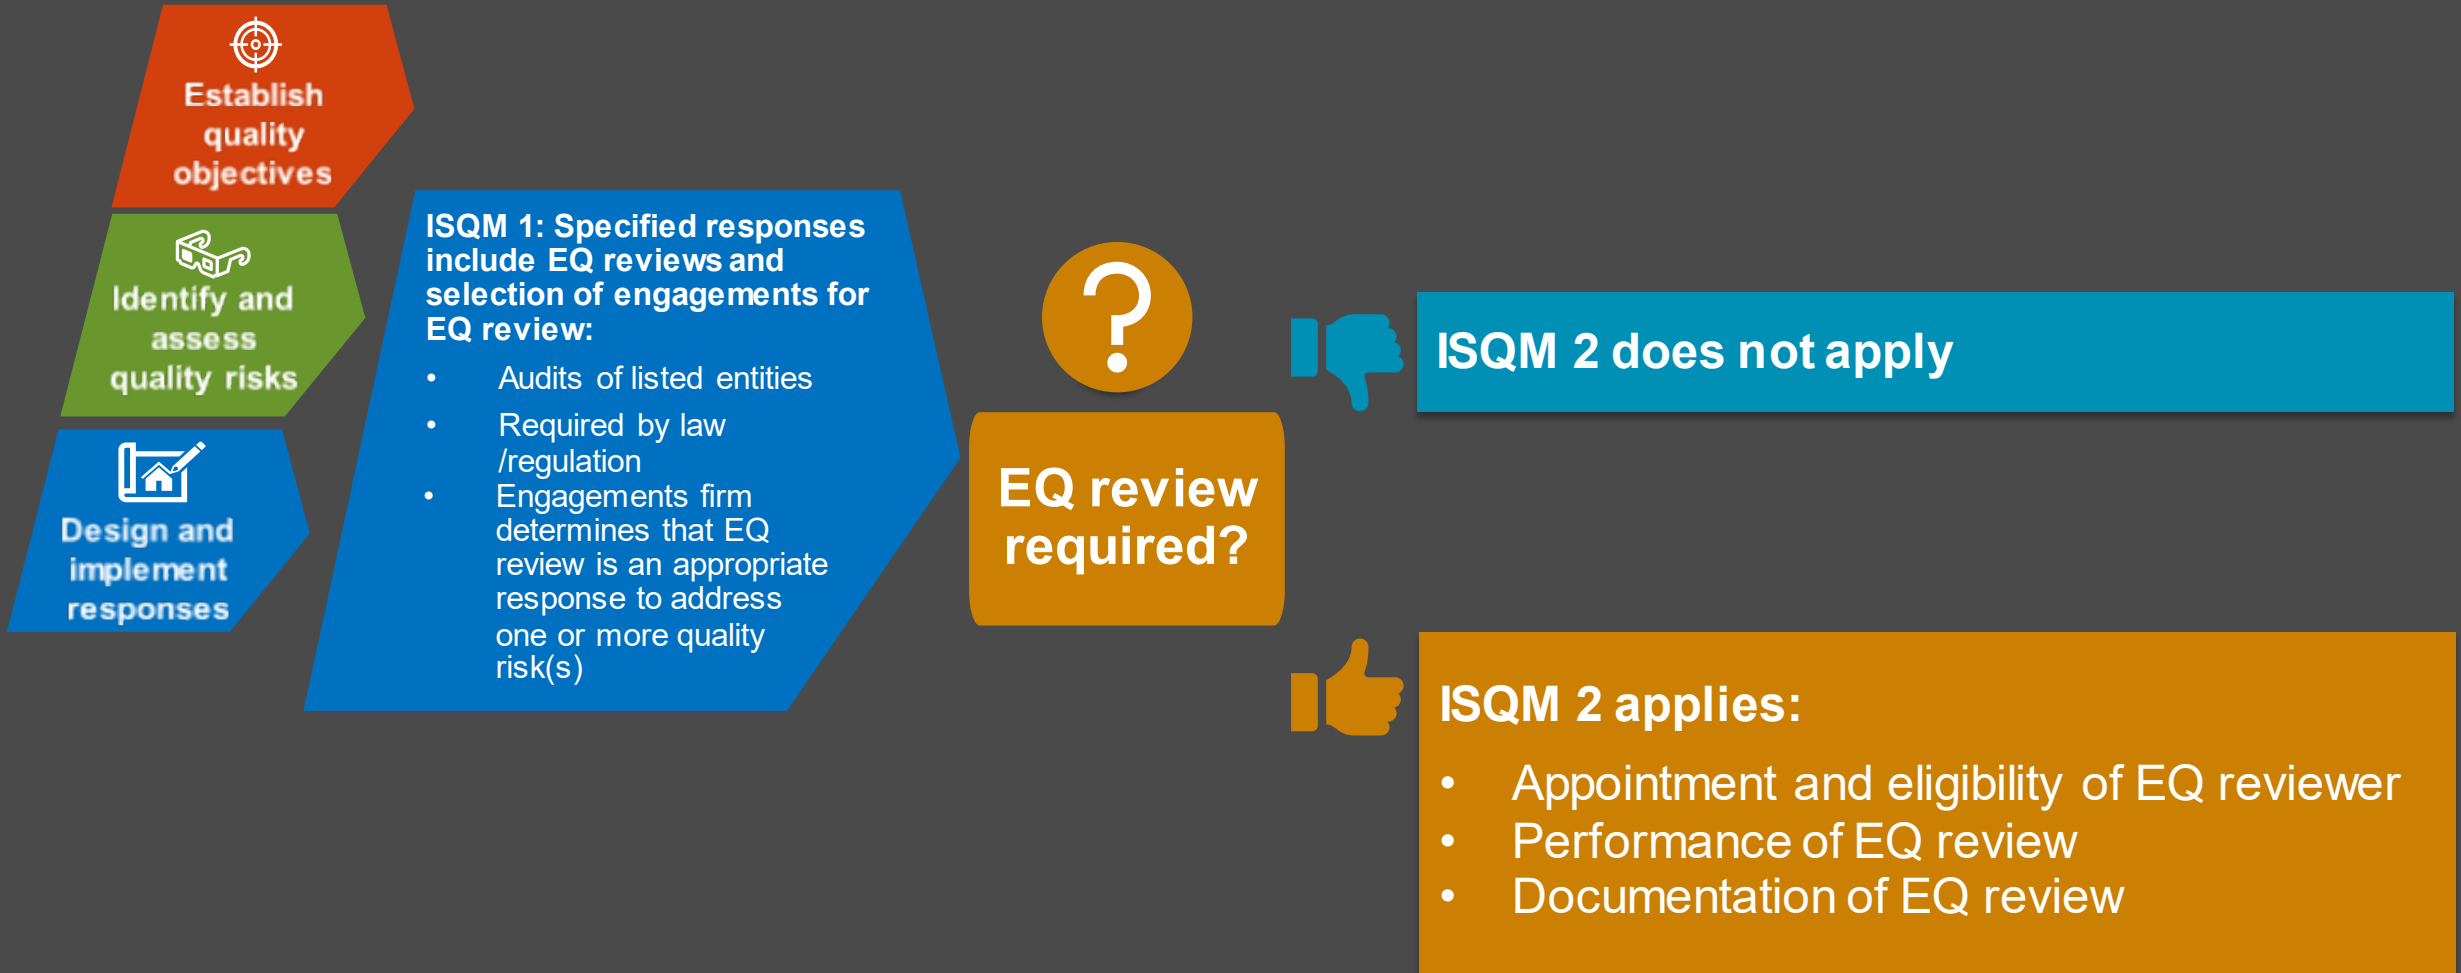 Establish
quality
objectives
Identify and
assess
quality risks
Design and
implement
responses
ISQM 1: Specified responses
include EQ reviews and
selection of engagements for
EQ review:
• Audits of listed entities
• Required by law
/regulation
• Engagements firm
determines that EQ
review is an appropriate
response to address
one or more quality
risk(s)
?
EQ review
required?
ISQM 2 does not apply
ISQM 2 applies:
• Appointment and eligibility of EQ reviewer
• Performance of EQ review
• Documentation of EQ review